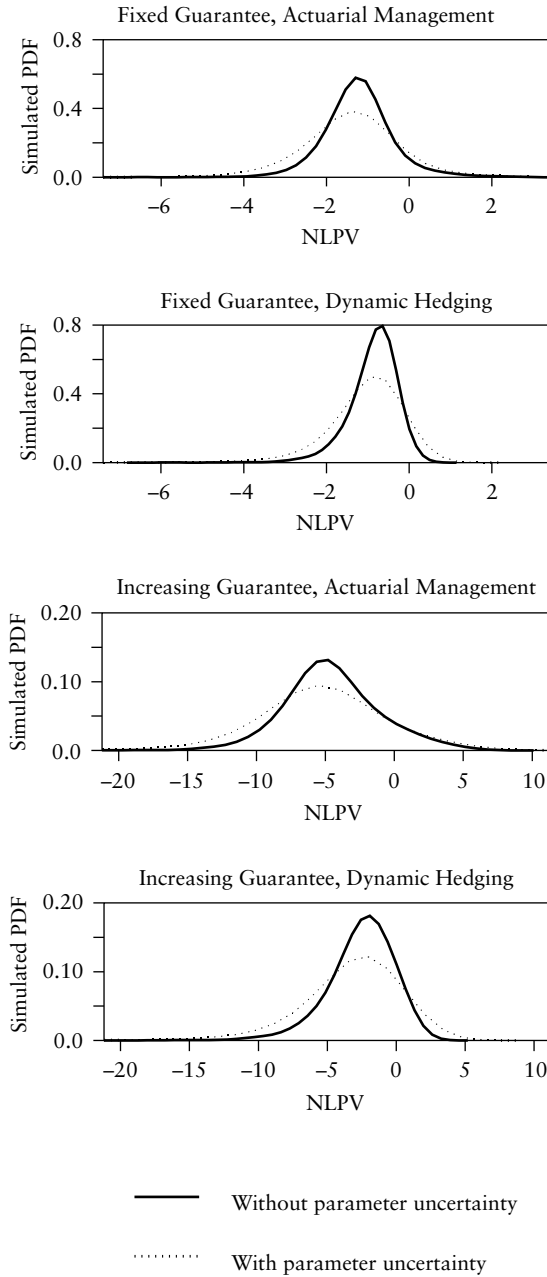 Fixed Guarantee, Actuarial Management
Simulated PDF
0.8
0.4
0.0
−6 −4 −2 0 2
NLPV
Fixed Guarantee, Dynamic Hedging
Simulated PDF
0.8
0.4
0.0
−6 −4 −2 0 2
NLPV
Increasing Guarantee, Actuarial Management
Simulated PDF
0.20
0.10
0.0
−20 −15 −10 −5 0 5 10
NLPV
Increasing Guarantee, Dynamic Hedging
Simulated PDF
0.20
0.10
0.0
−20 −15 −10 −5 0 5 10
NLPV
Without parameter uncertainty
With parameter uncertainty